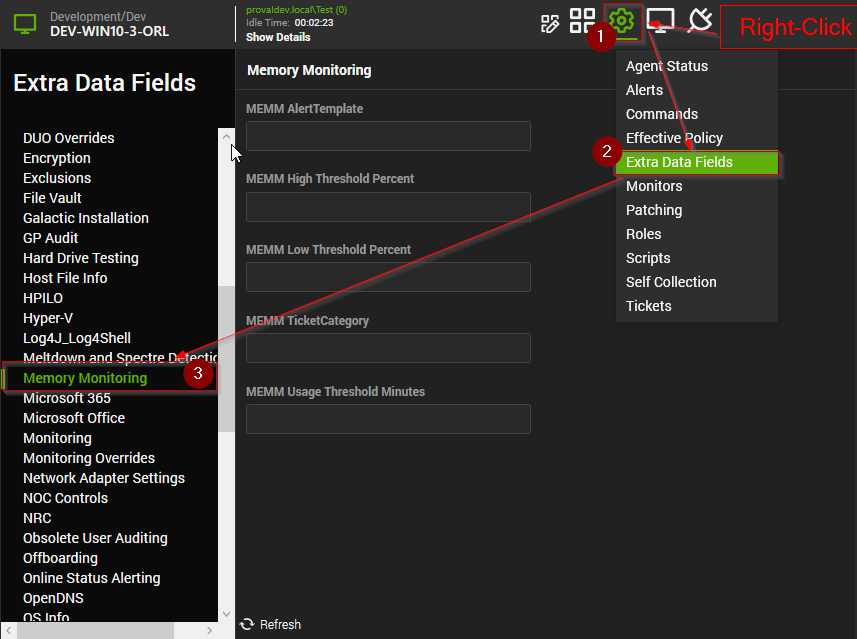 Development/Dev
DEV-WIN10-3-ORL
provaldev.local\Test (0)
Idle Time: 00:02:23
Show Details
1
Right-Click
Extra Data Fields
DUO Overrides
Encryption
Exclusions
File Vault
Galactic Installation
GP Audit
Hard Drive Testing
Host File Info
HPILO
Hyper-V
Log4J_Log4Shell
Meltdown and Spectre Detectio
Memory Monitoring
3
Microsoft 365
Microsoft Office
Monitoring
Monitoring Overrides
Network Adapter Settings
NOC Controls
NRC
Obsolete User Auditing
Offboarding
Online Status Alerting
OpenDNS
OS Info
Memory Monitoring
MEMM AlertTemplate
MEMM High Threshold Percent
MEMM Low Threshold Percent
MEMM TicketCategory
MEMM Usage Threshold Minutes
Refresh
Agent Status
Alerts
Commands
Effective Policy
2
Extra Data Fields
Monitors
Patching
Roles
Scripts
Self Collection
Tickets